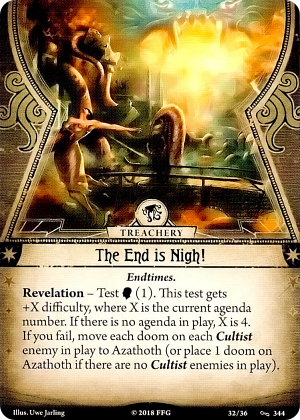 TREACHERY
The End is Nigh!
Endtimes.
Revelation – Test (1). This test gets
+X difficulty, where X is the current agenda
number. If there is no agenda in play, X is 4.
If you fail, move each doom on each Cultist
enemy in play to Azathoth (or place 1 doom on
Azathoth if there are no Cultist enemies in play).
Illus. Uwe Jarling
© 2018 FFG
32/36
344